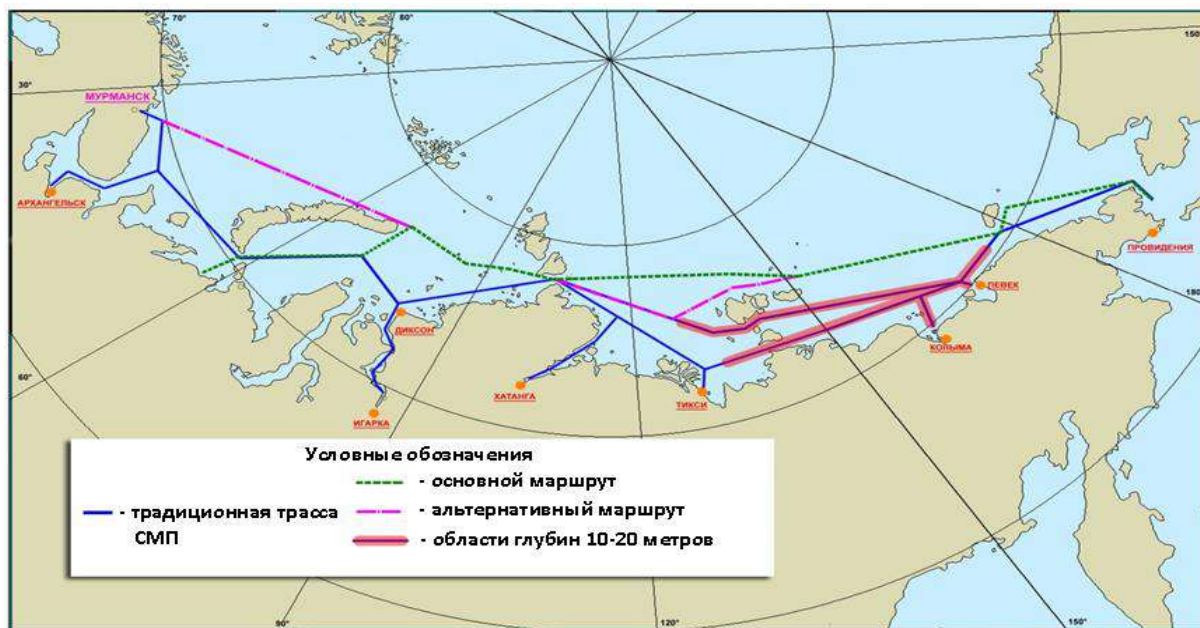 70°
80°
150°
30°
МУРМАНСК
АРХАНГЕЛЬСК
ПРОВИДЕНИЯ
ПЕВЕК
180°
ДИКСОН
КОЛЫМА
60°
ХАТАНГА
ТИКСИ
ИГАРКА
Условные обозначения
- основной маршрут
- традиционная трасса
СМП
- альтернативный маршрут
- области глубин 10-20 метров
90°
120°
150°